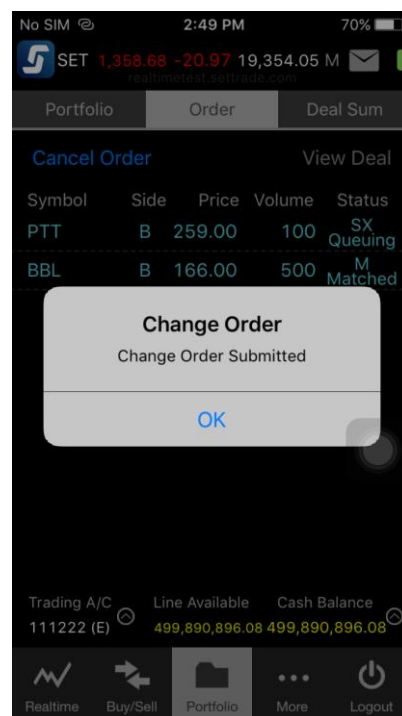 No SIM 2:49 PM 70%
SET 1,358.68 -20.97 19,354.05 M
realtimetest.settrade.com
Portfolio Order Deal Sum
Cancel Order View Deal
Symbol Side Price Volume Status
PTT B 259.00 100 SX
Queuing
BBL B 166.00 500 M
Matched
Change Order
Change Order Submitted
OK
Trading A/C Line Available Cash Balance
111222 (E) 499,890,896.08 499,890,896.08
Realtime Buy/Sell Portfolio More Logout